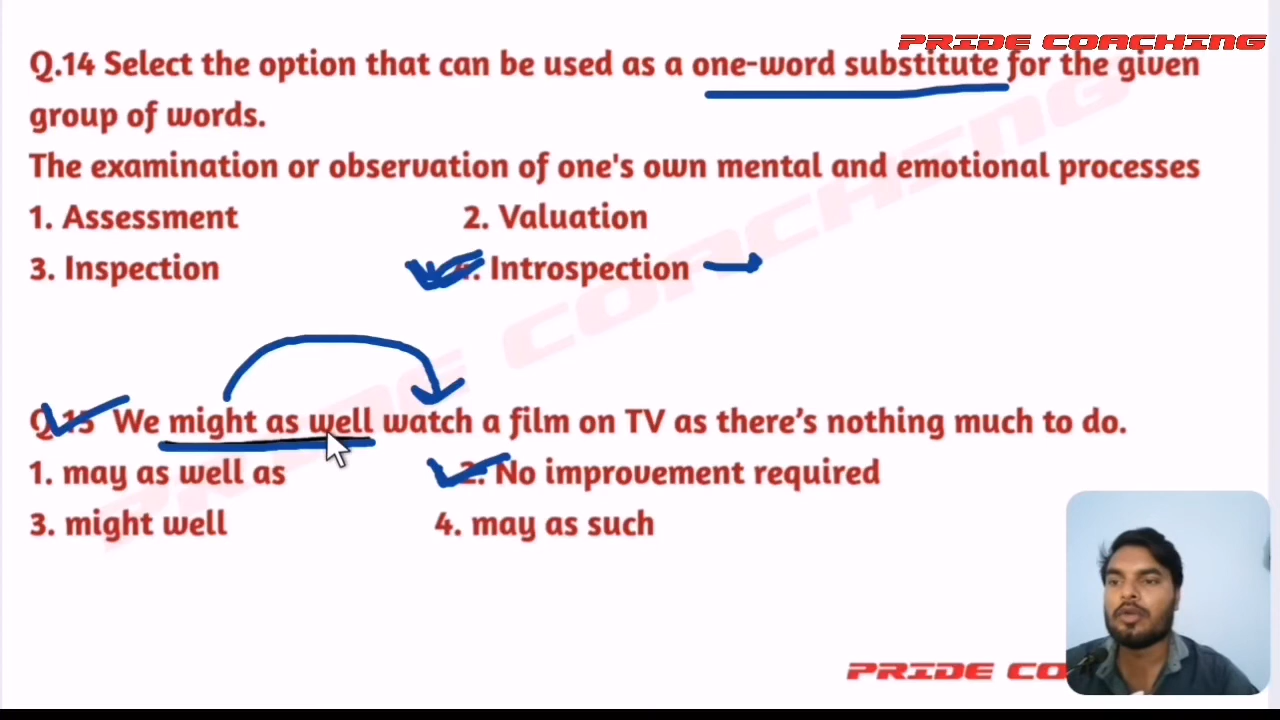 PRIDE COACHING
Q.14 Select the option that can be used as a one-word substitute for the given
group of words.
The examination or observation of one's own mental and emotional processes
1. Assessment 2. Valuation
3. Inspection 4. Introspection
PRIDE COACHING
Q.15 We might as well watch a film on TV as there's nothing much to do.
1. may as well as 2. No improvement required
3. might well 4. may as such
PRIDE CO